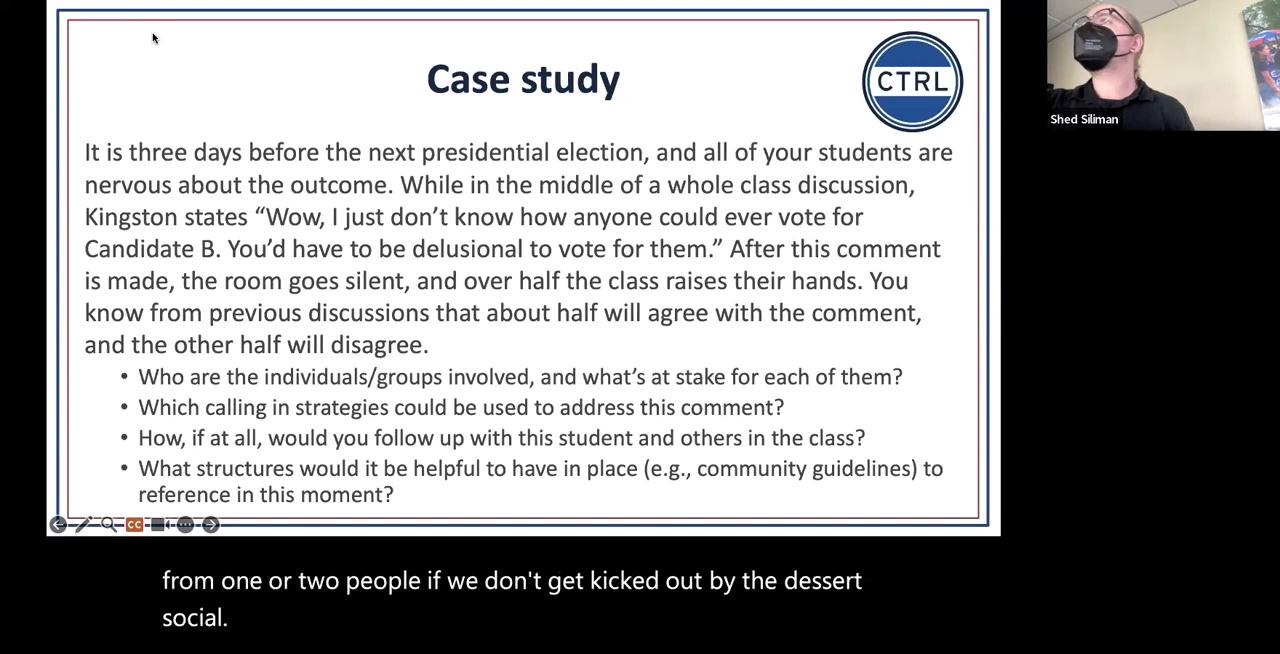 Case study
CTRL
It is three days before the next presidential election, and all of your students are
nervous about the outcome. While in the middle of a whole class discussion,
Kingston states “Wow, I just don’t know how anyone could ever vote for
Candidate B. You’d have to be delusional to vote for them.” After this comment
is made, the room goes silent, and over half the class raises their hands. You
know from previous discussions that about half will agree with the comment,
and the other half will disagree.
• Who are the individuals/groups involved, and what’s at stake for each of them?
• Which calling in strategies could be used to address this comment?
• How, if at all, would you follow up with this student and others in the class?
• What structures would it be helpful to have in place (e.g., community guidelines) to
reference in this moment?
CC
Shed Siliman
from one or two people if we don't get kicked out by the dessert
social.